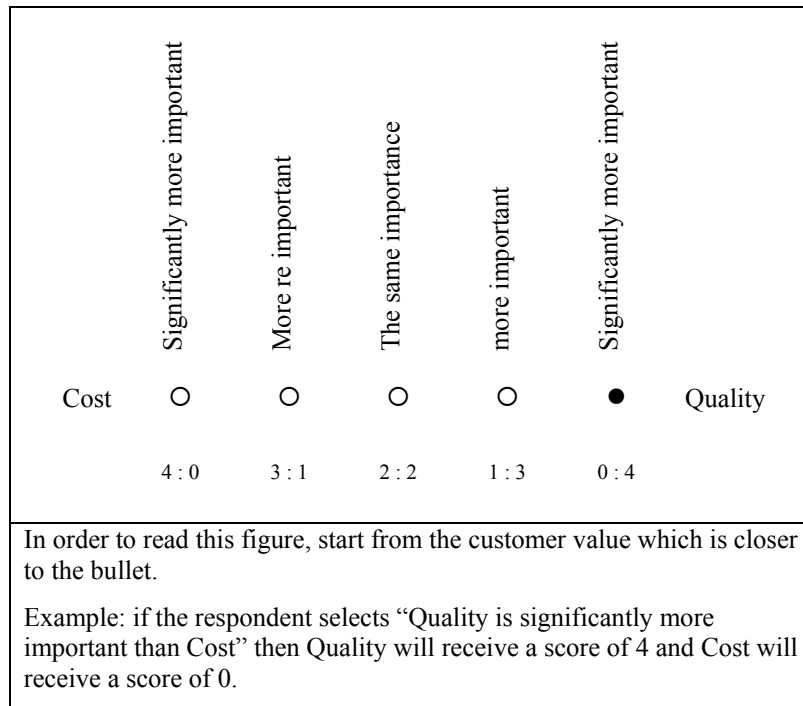 Significantly more important
More re important
The same importance
more important
Significantly more important
Cost
Quality
4 : 0
3 : 1
2 : 2
1 : 3
0 : 4
In order to read this figure, start from the customer value which is closer
to the bullet.
Example: if the respondent selects “Quality is significantly more
important than Cost” then Quality will receive a score of 4 and Cost will
receive a score of 0.